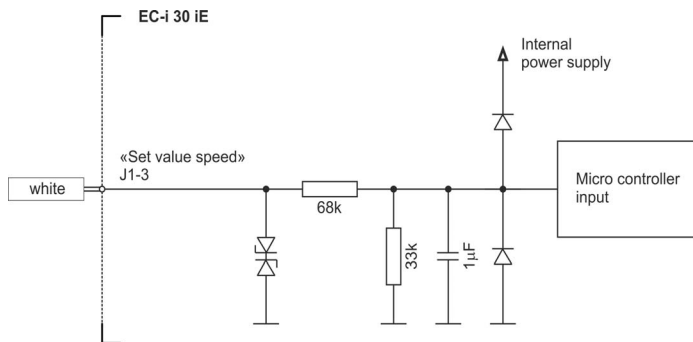 EC-i 30 iE
Internal
power supply
«Set value speed»
J1-3
white
68k
33k
1µF
Micro controller
input